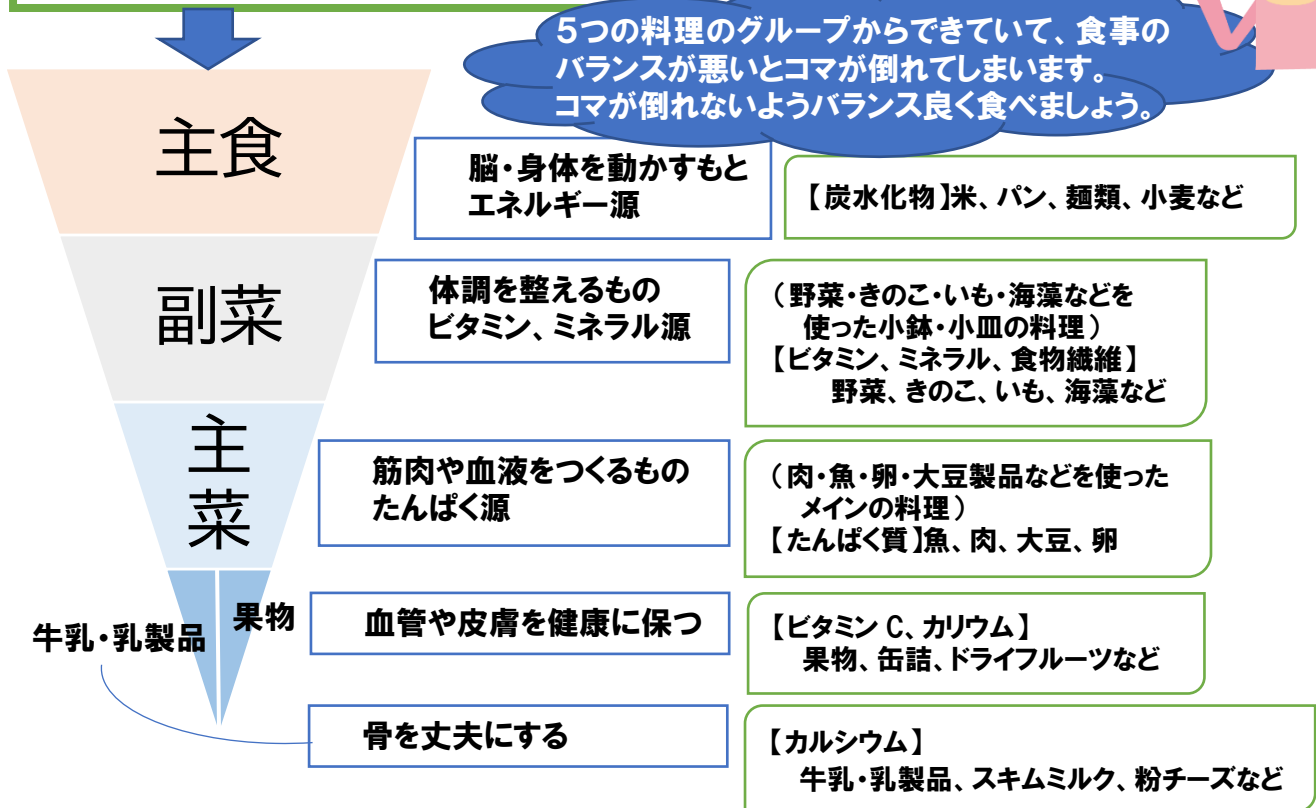 5つの料理のグループからできていて、食事の
バランスが悪いとコマが倒れてしまいます。
コマが倒れないようバランス良く食べましょう。
主食
脳・身体を動かすもと
エネルギー源
【炭水化物】米、パン、麺類、小麦など
副菜
体調を整えるもの
ビタミン、ミネラル源
（野菜・きのこ・いも・海藻などを
使った小鉢・小皿の料理）
【ビタミン、ミネラル、食物繊維】
野菜、きのこ、いも、海藻など
主
菜
筋肉や血液をつくるもの
たんぱく源
（肉・魚・卵・大豆製品などを使った
メインの料理）
【たんぱく質】魚、肉、大豆、卵
牛乳・乳製品
果物
血管や皮膚を健康に保つ
【ビタミン C、カリウム】
果物、缶詰、ドライフルーツなど
骨を丈夫にする
【カルシウム】
牛乳・乳製品、スキムミルク、粉チーズなど